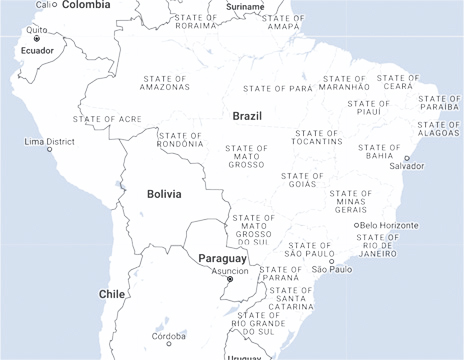 Cali
Colombia
Suriname
STATE OF
RORAIMA
STATE OF
AMAPÁ
Quito
Ecuador
STATE OF
AMAZONAS
STATE OF PARÁ
STATE OF
MARANHÃO
STATE OF
CEARÁ
STATE OF
PARAÍBA
STATE OF
PIAUÍ
Brazil
STATE OF ACRE
STATE OF
ALAGOAS
Lima District
STATE OF
RONDÔNIA
STATE OF
TOCANTINS
STATE OF
MATO
GROSSO
STATE OF
BAHIA
Salvador
STATE OF
GOIÁS
Bolivia
STATE OF
MINAS
GERAIS
STATE OF
MATO
GROSSO
DO SUL
Belo Horizonte
STATE OF
RIO DE
JANEIRO
STATE OF
SÃO PAULO
São Paulo
Paraguay
Asuncion
STATE OF
PARANÁ
Chile
STATE OF
SANTA
CATARINA
STATE OF
RIO GRANDE
DO SUL
Córdoba
Uruguay